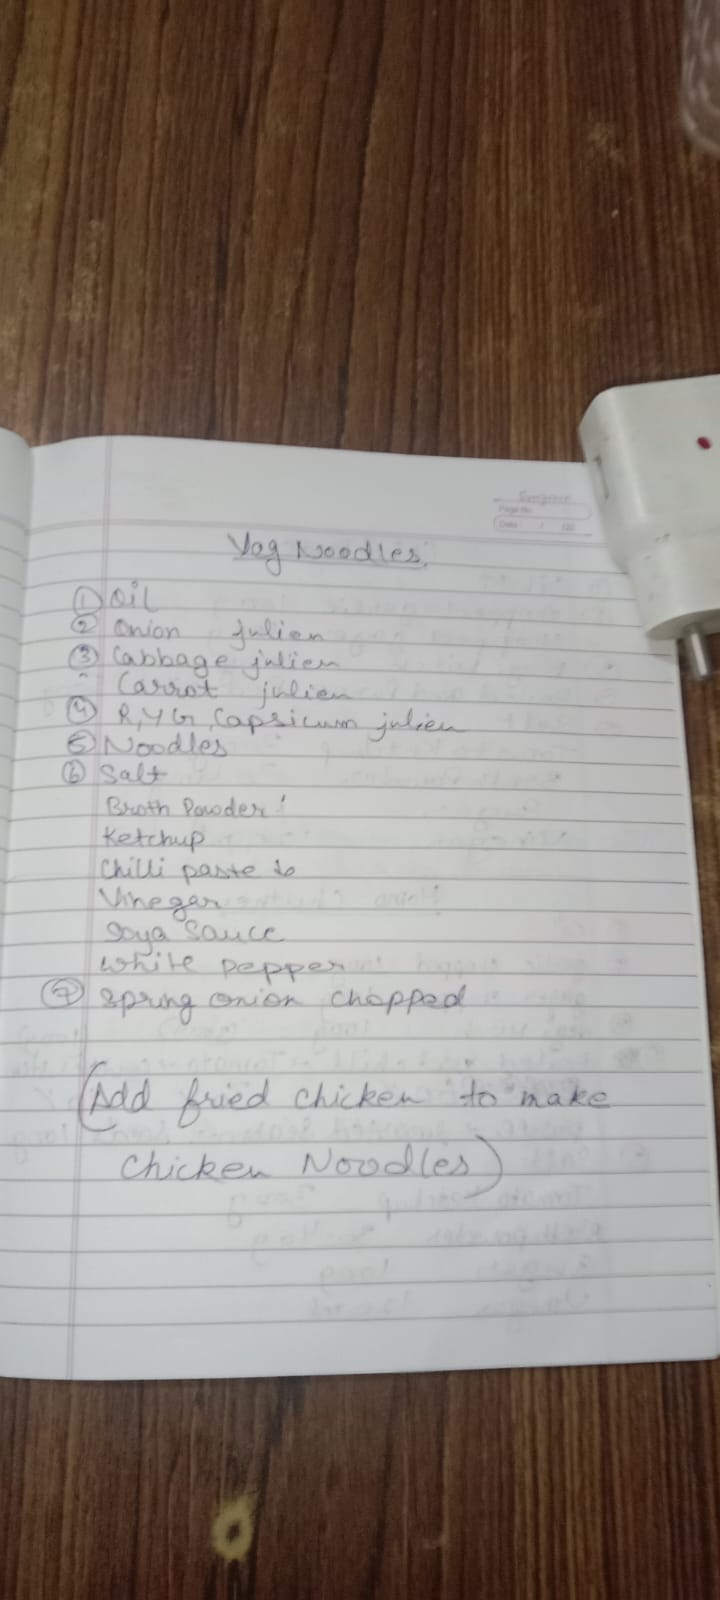 Page No.
Date / /20
Veg Noodles.
① Oil
② Onion julien
③ Cabbage julien
" Carrot julien
④ R, Y G, Capsicum julien
⑤ Noodles
⑥ Salt
Broth Powder
Ketchup
Chilli paste
Vinegar
Soya Sauce
White pepper
⑦ Spring onion chopped
(Add fried chicken to make
Chicken Noodles)